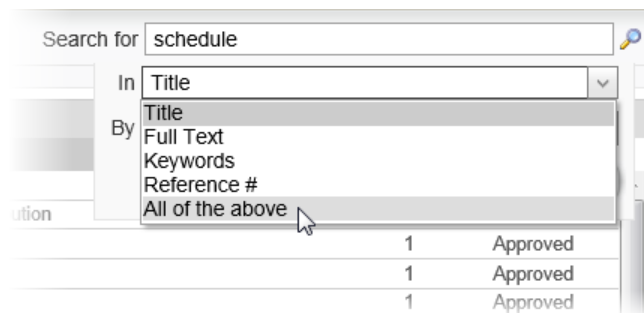 Search for schedule
In Title
Title
By
Full Text
Keywords
Reference #
All of the above
ution
1 Approved
1 Approved
1 Approved